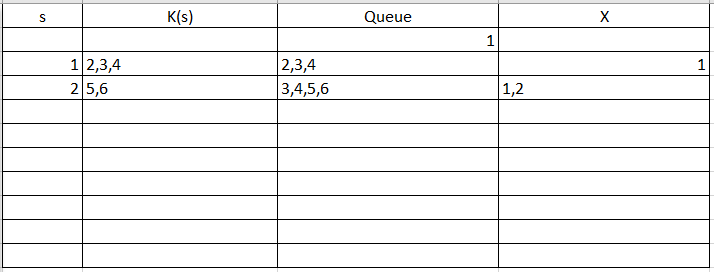 s K(s) Queue X
1
1 2,3,4 2,3,4 1
2 5,6 3,4,5,6 1,2